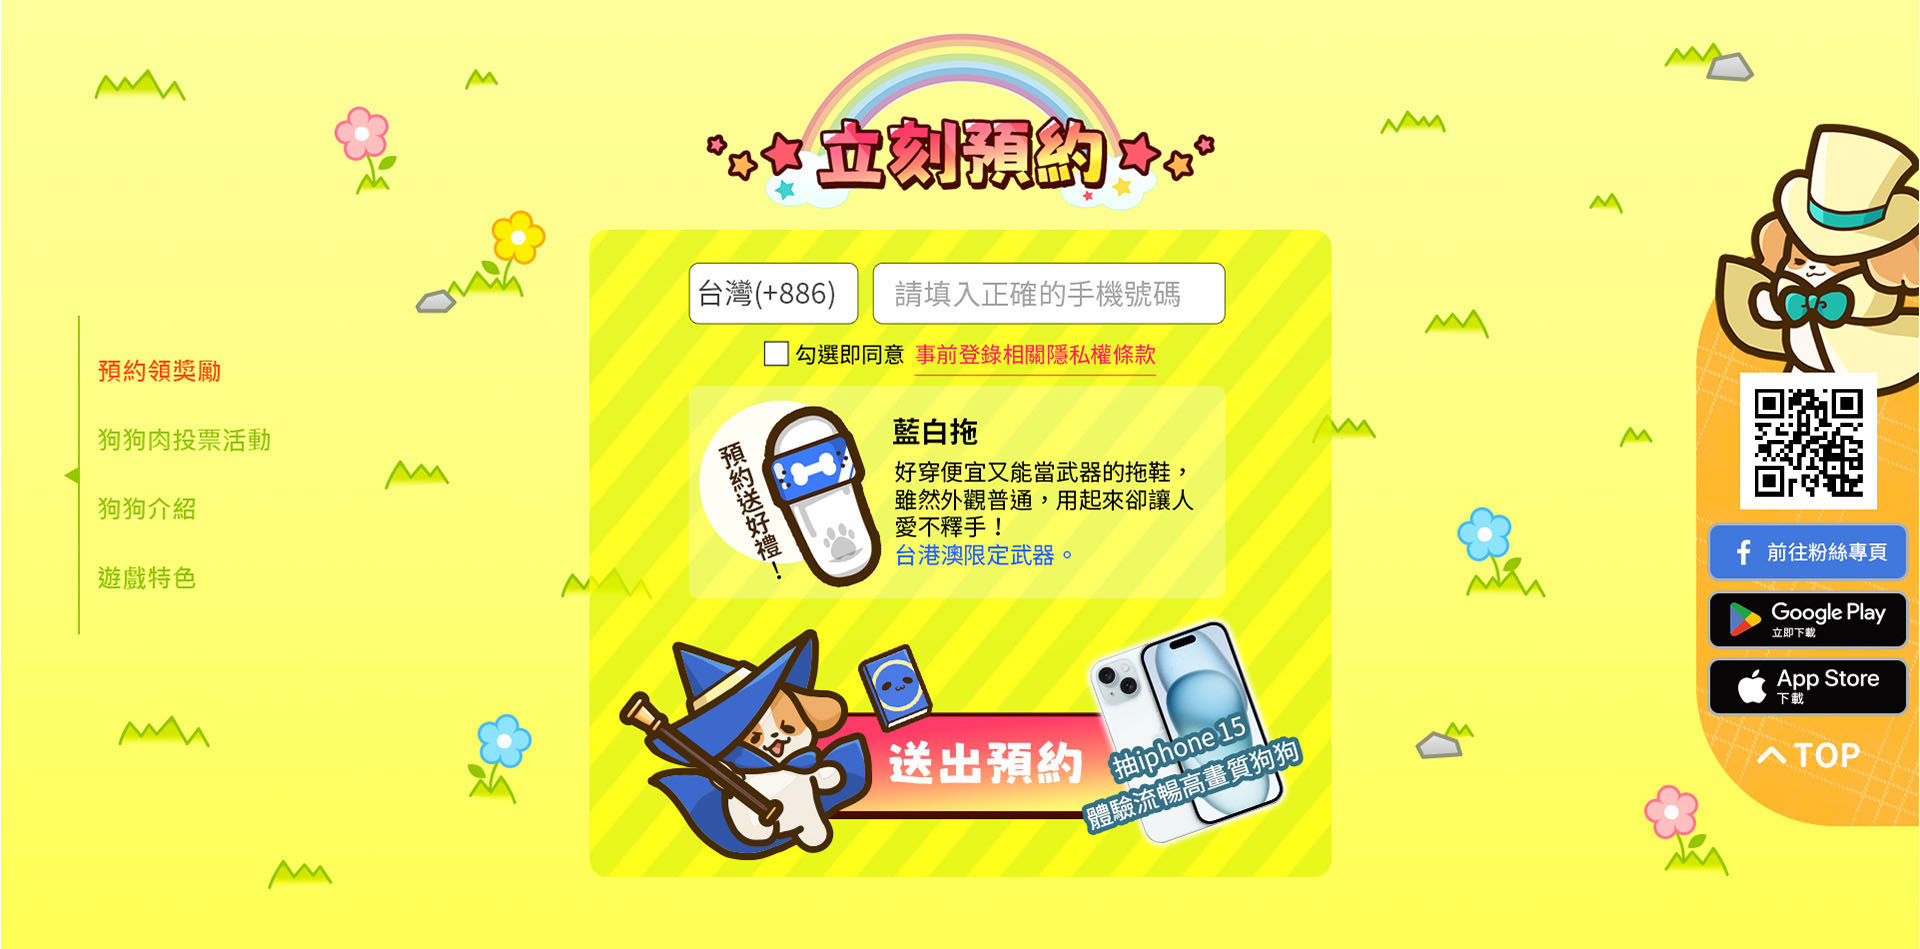 立刻預約
台灣(+886)
請填入正確的手機號碼
勾選即同意 事前登錄相關隱私權條款
預約送好禮！
藍白拖
好穿便宜又能當武器的拖鞋，
雖然外觀普通，用起來卻讓人
愛不釋手！
台港澳限定武器。
送出預約
抽iphone 15
體驗流暢高畫質狗狗
預約領獎勵
狗狗肉投票活動
狗狗介紹
遊戲特色
前往粉絲專頁
Google Play
立即下載
App Store
下載
TOP